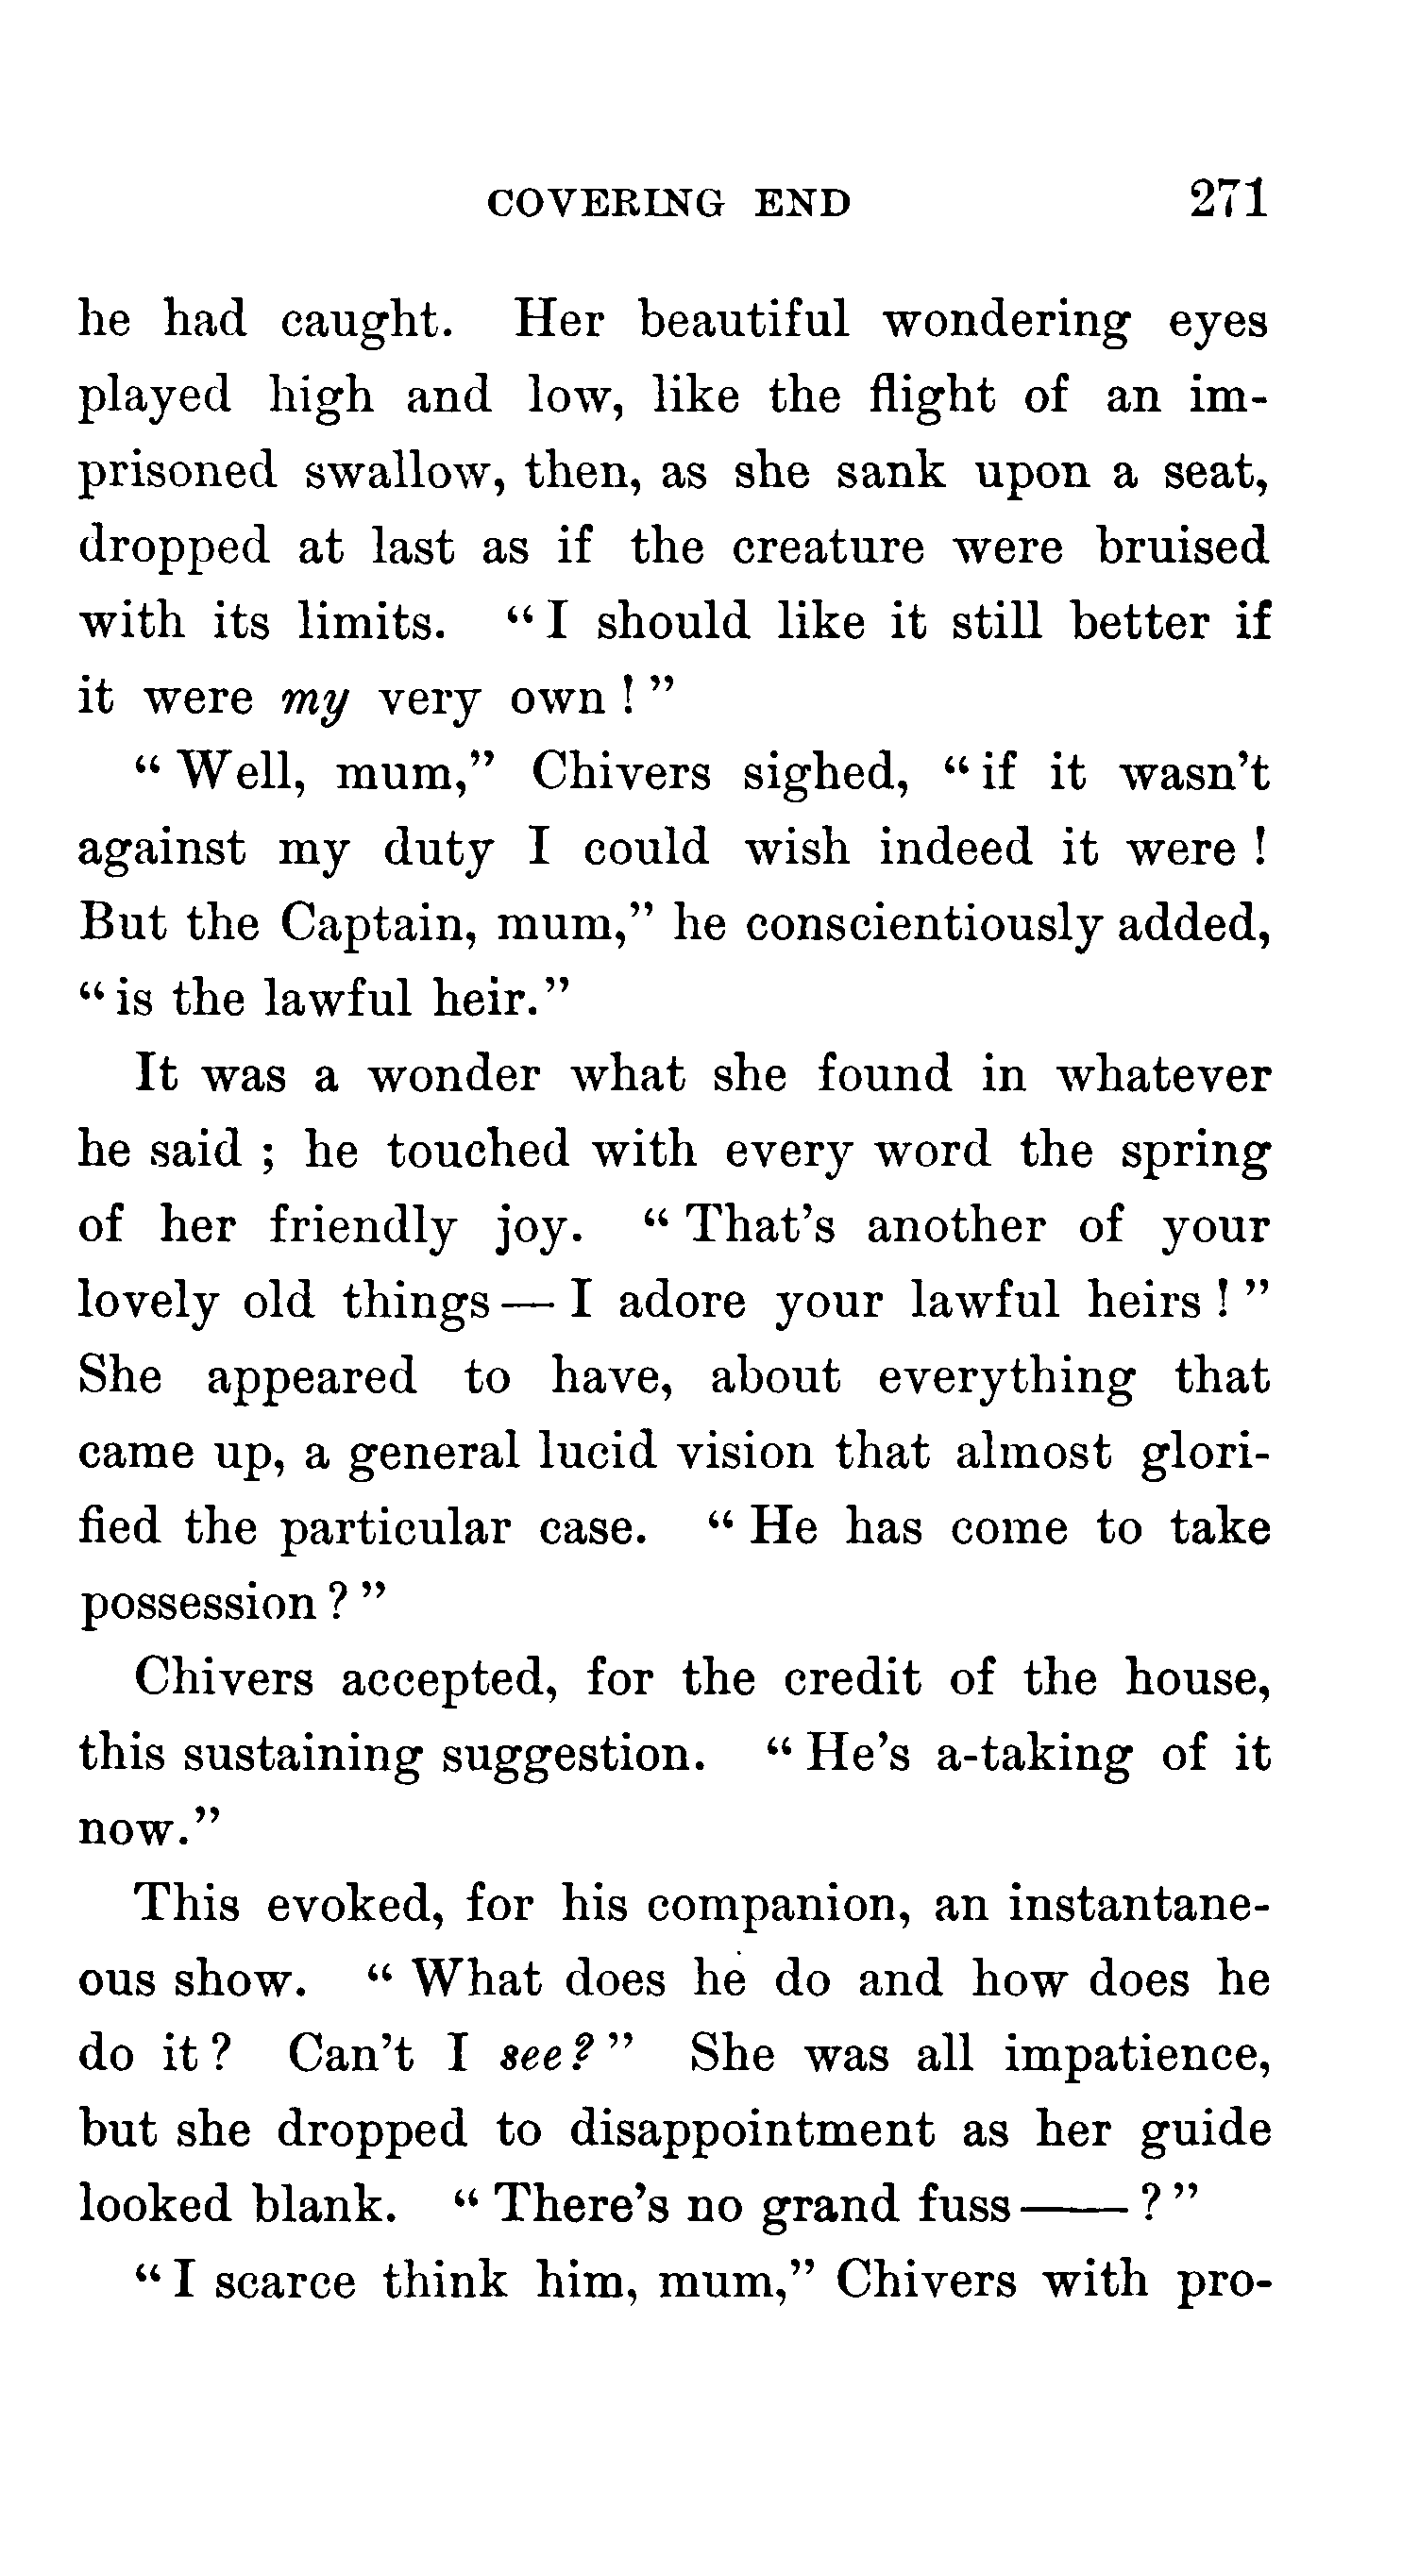 COVERING END 271
he had caught. Her beautiful wondering eyes
played high and low, like the flight of an im-
prisoned swallow, then, as she sank upon a seat,
dropped at last as if the creature were bruised
with its limits. “I should like it still better if
it were my very own!”
“Well, mum,” Chivers sighed, “if it wasn’t
against my duty I could wish indeed it were!
But the Captain, mum,” he conscientiously added,
“is the lawful heir.”
It was a wonder what she found in whatever
he said; he touched with every word the spring
of her friendly joy. “That’s another of your
lovely old things—I adore your lawful heirs!”
She appeared to have, about everything that
came up, a general lucid vision that almost glori-
fied the particular case. “He has come to take
possession?”
Chivers accepted, for the credit of the house,
this sustaining suggestion. “He’s a-taking of it
now.”
This evoked, for his companion, an instantane-
ous show. “What does he do and how does he
do it? Can’t I see?” She was all impatience,
but she dropped to disappointment as her guide
looked blank. “There’s no grand fuss——?”
“I scarce think him, mum,” Chivers with pro-